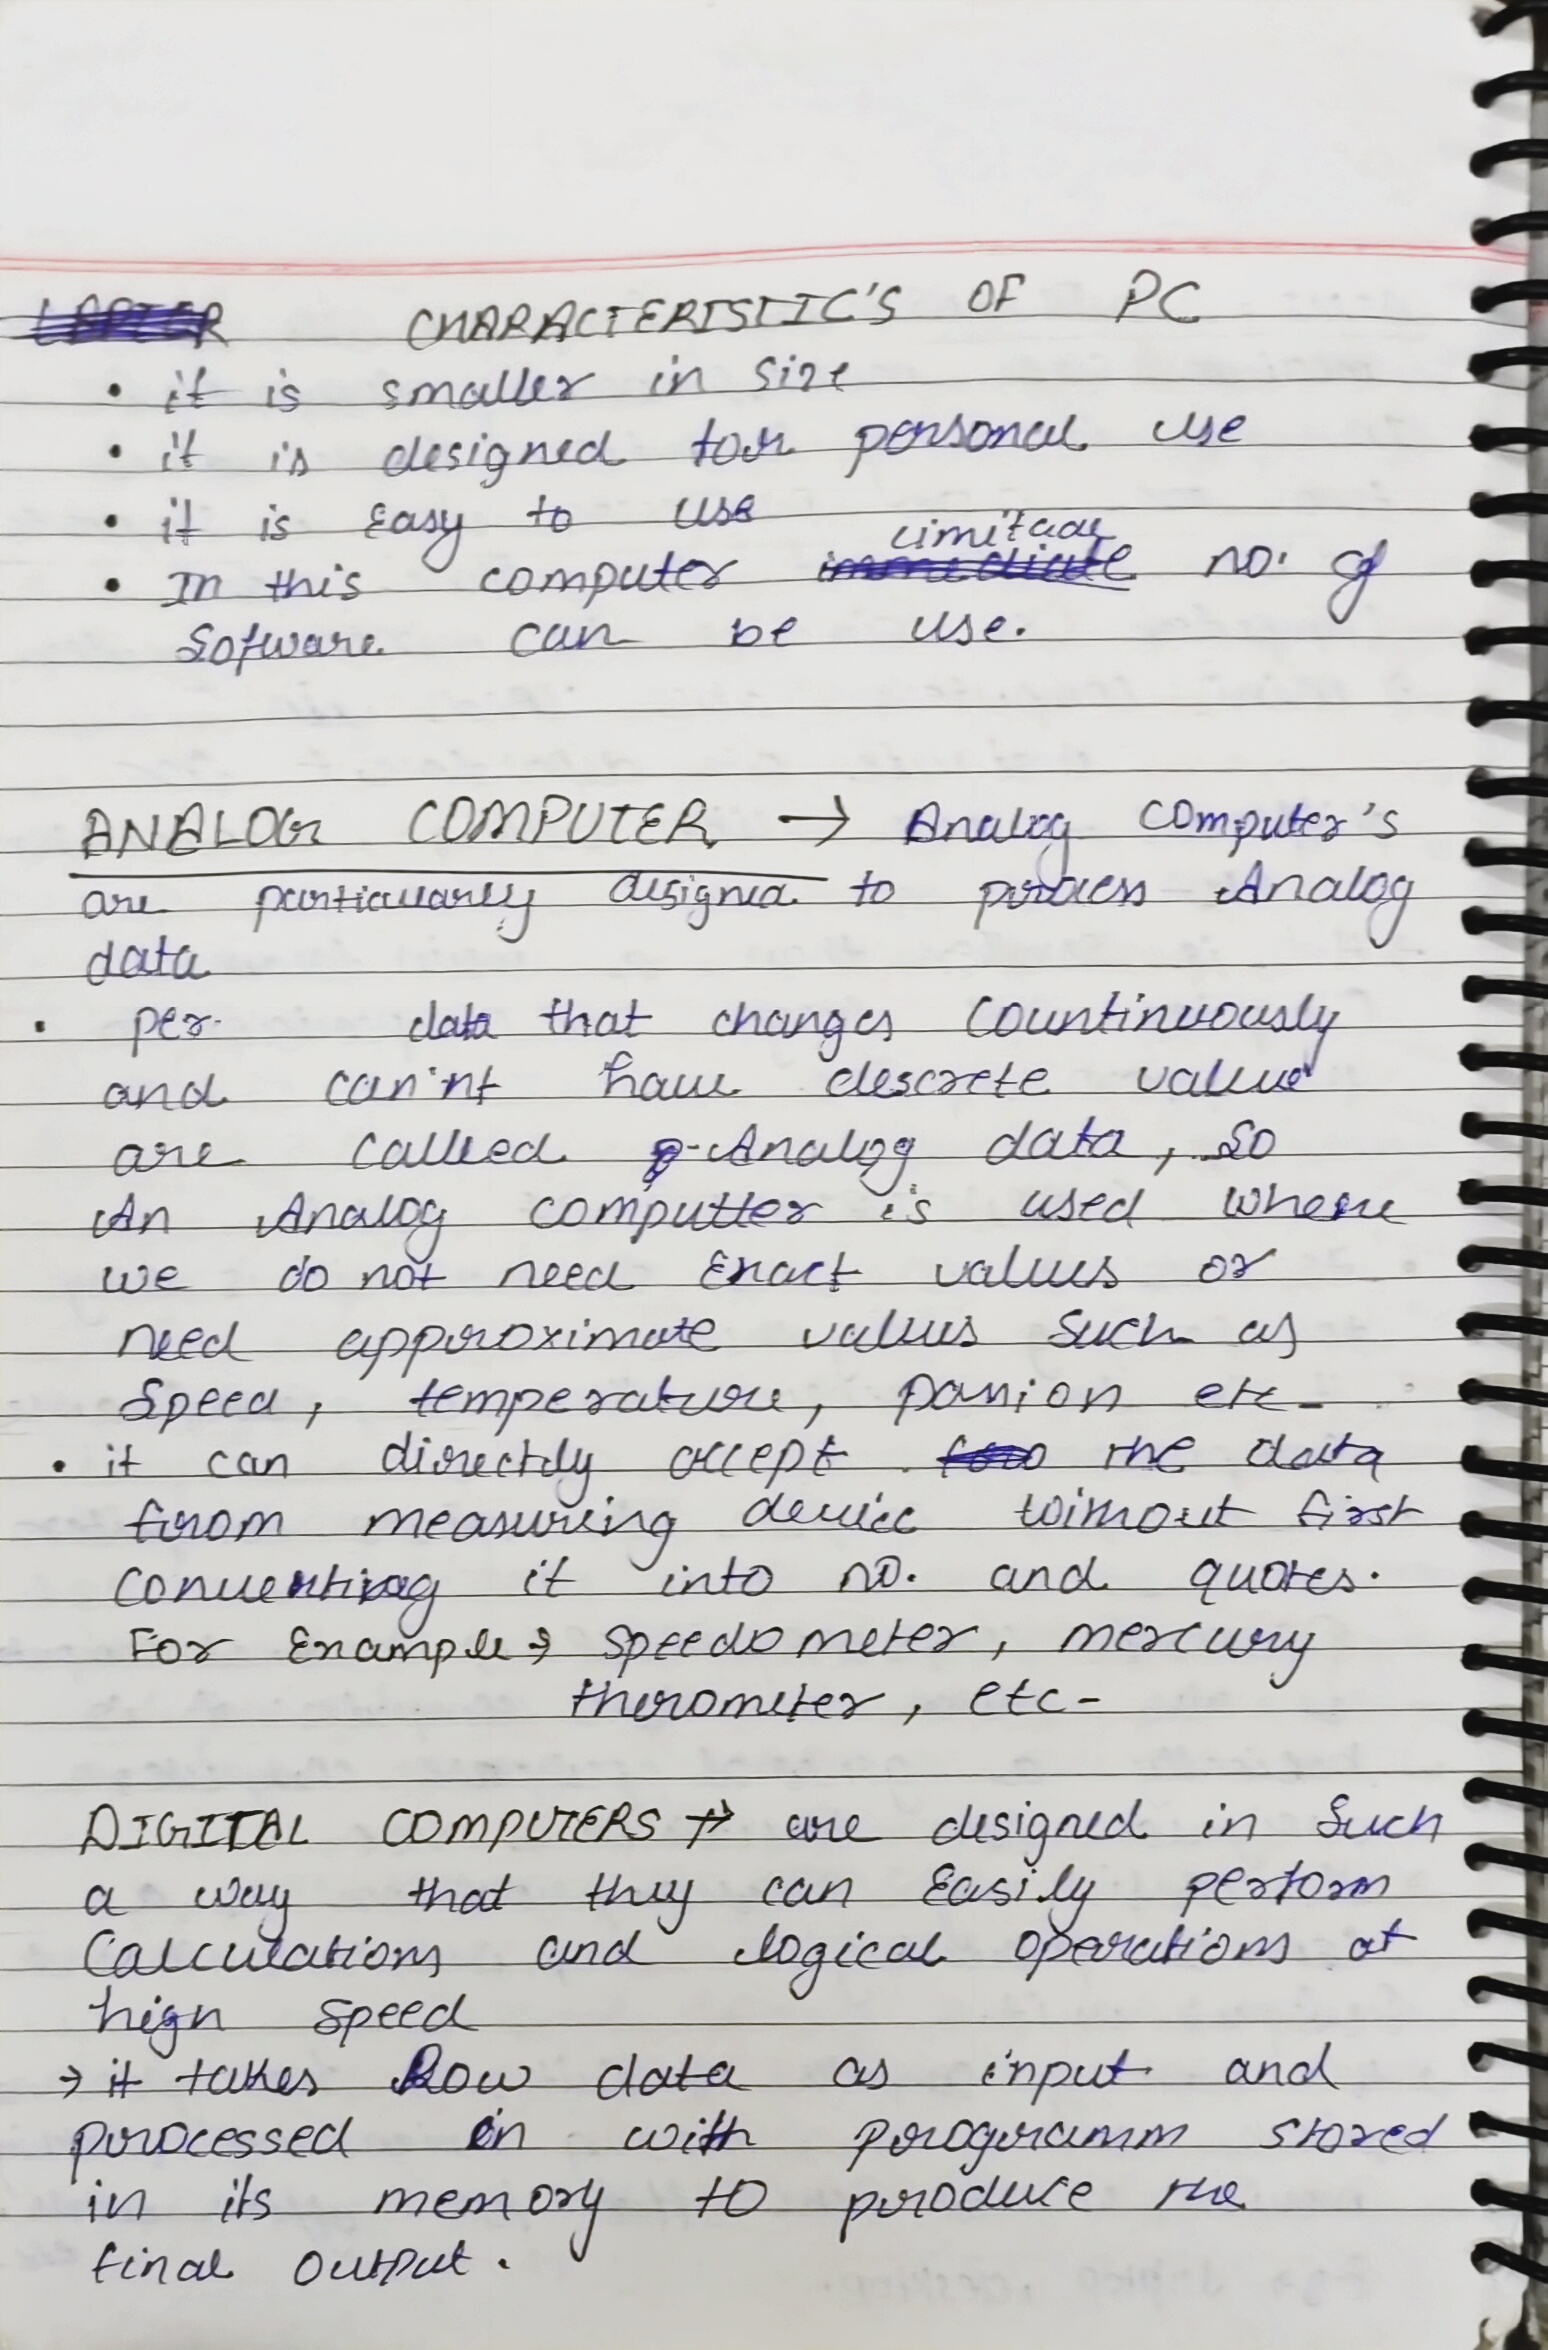 CHARACTERISTIC'S OF PC
• it is smaller in size
• it is designed for personal use
• it is Easy to use
• In this computer limited no. of
Sofware can be use.
ANALOG COMPUTER → Analog Computer's
are particularly designed to process Analog
data
• per. data that changes Countinuously
and can'nt have descrete value
are called Analog data, So
An Analog computter is used where
we do not need Exact values or
need approximate values Such as
Speed, temperature, etc-
• it can directly accept the data
from measuring device without first
Converting it into no. and quotes.
For Example → speedometer, mercury
therometer, etc-
DIGITAL COMPUTERS → are designed in Such
a way that they can Easily perform
Calculations and logical operations at
high speed
→ it takes Row data as input and
processed in with programm stored
in its memory to produce the
final output.